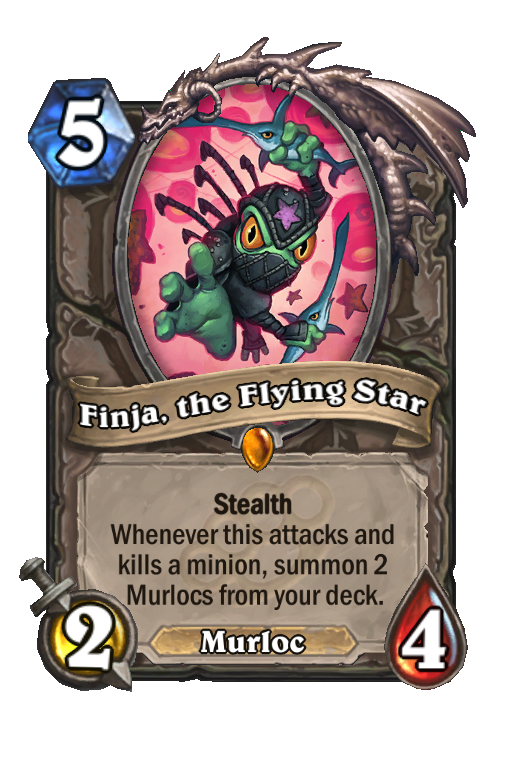 5
Finja, the Flying Star
Stealth
Whenever this attacks and
kills a minion, summon 2
Murlocs from your deck.
2
Murloc
4